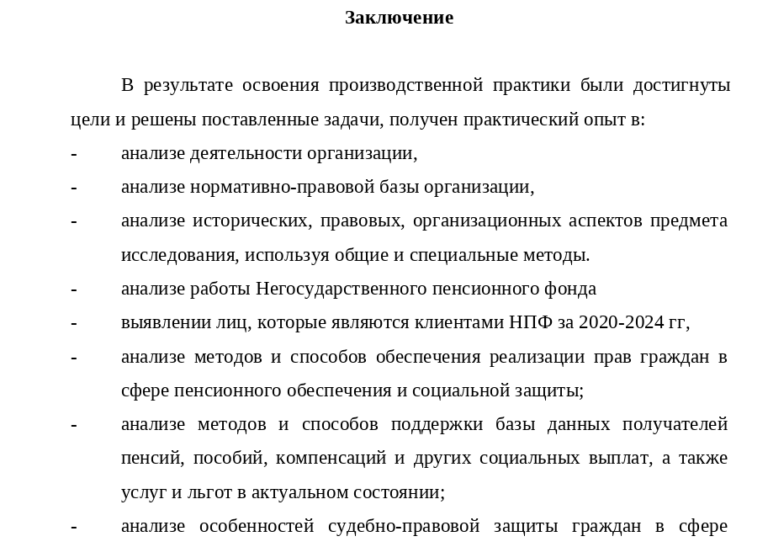 Заключение
В результате освоения производственной практики были достигнуты
цели и решены поставленные задачи, получен практический опыт в:
- анализе деятельности организации,
- анализе нормативно-правовой базы организации,
- анализе исторических, правовых, организационных аспектов предмета
исследования, используя общие и специальные методы.
- анализе работы Негосударственного пенсионного фонда
- выявлении лиц, которые являются клиентами НПФ за 2020-2024 гг,
- анализе методов и способов обеспечения реализации прав граждан в
сфере пенсионного обеспечения и социальной защиты;
- анализе методов и способов поддержки базы данных получателей
пенсий, пособий, компенсаций и других социальных выплат, а также
услуг и льгот в актуальном состоянии;
- анализе особенностей судебно-правовой защиты граждан в сфере